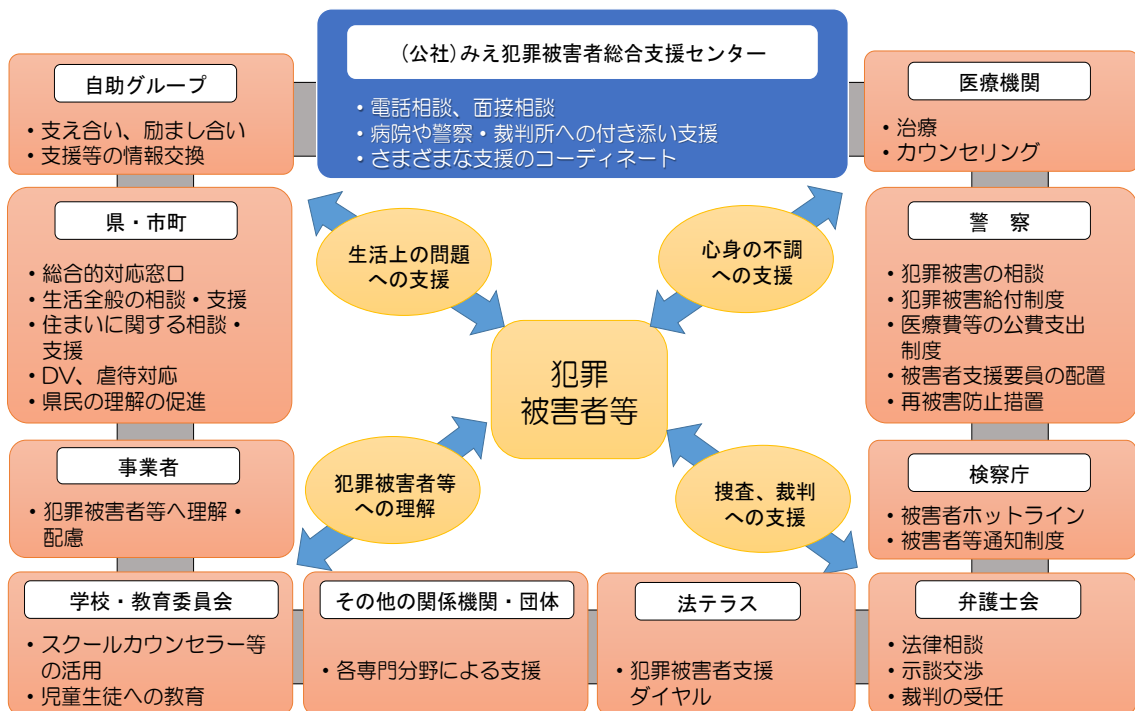 (公社)みえ犯罪被害者総合支援センター
・電話相談、面接相談
・病院や警察・裁判所への付き添い支援
・さまざまな支援のコーディネート
自助グループ
・支え合い、励まし合い
・支援等の情報交換
医療機関
・治療
・カウンセリング
県・市町
・総合的対応窓口
・生活全般の相談・支援
・住まいに関する相談・
支援
・DV、虐待対応
・県民の理解の促進
生活上の問題
への支援
心身の不調
への支援
警　察
・犯罪被害の相談
・犯罪被害給付制度
・医療費等の公費支出
制度
・被害者支援要員の配置
・再被害防止措置
犯罪
被害者等
事業者
・犯罪被害者等へ理解・
配慮
犯罪被害者等
への理解
捜査、裁判
への支援
検察庁
・被害者ホットライン
・被害者等通知制度
学校・教育委員会
・スクールカウンセラー等
の活用
・児童生徒への教育
その他の関係機関・団体
・各専門分野による支援
法テラス
・犯罪被害者支援
ダイヤル
弁護士会
・法律相談
・示談交渉
・裁判の受任